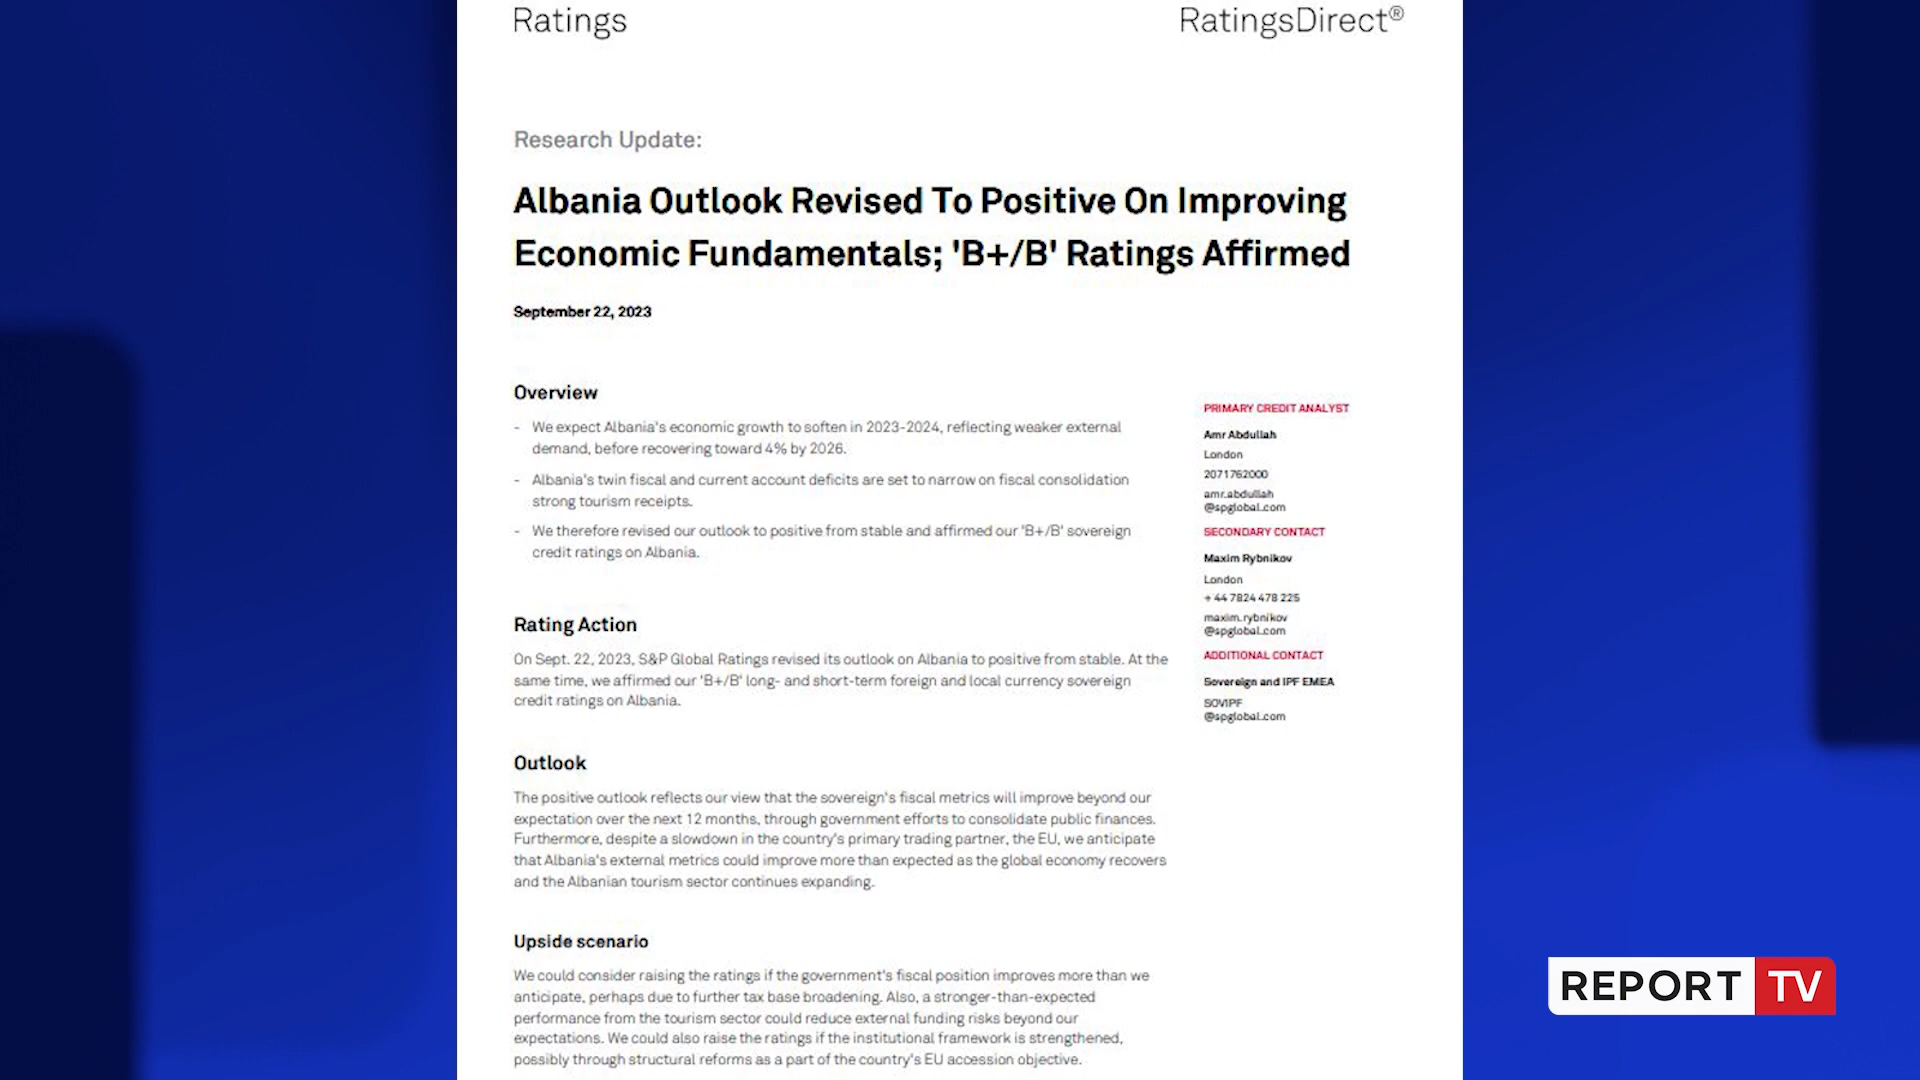 Ratings
RatingsDirect®
Research Update:
Albania Outlook Revised To Positive On Improving
Economic Fundamentals; 'B+/B' Ratings Affirmed
September 22, 2023
Overview
- We expect Albania's economic growth to soften in 2023-2024, reflecting weaker external
demand, before recovering toward 4% by 2026.
- Albania's twin fiscal and current account deficits are set to narrow on fiscal consolidation
strong tourism receipts.
- We therefore revised our outlook to positive from stable and affirmed our 'B+/B' sovereign
credit ratings on Albania.
Rating Action
On Sept. 22, 2023, S&P Global Ratings revised its outlook on Albania to positive from stable. At the
same time, we affirmed our 'B+/B' long- and short-term foreign and local currency sovereign
credit ratings on Albania.
Outlook
The positive outlook reflects our view that the sovereign's fiscal metrics will improve beyond our
expectation over the next 12 months, through government efforts to consolidate public finances.
Furthermore, despite a slowdown in the country's primary trading partner, the EU, we anticipate
that Albania's external metrics could improve more than expected as the global economy recovers
and the Albanian tourism sector continues expanding.
Upside scenario
We could consider raising the ratings if the government's fiscal position improves more than we
anticipate, perhaps due to further tax base broadening. Also, a stronger-than-expected
performance from the tourism sector could reduce external funding risks beyond our
expectations. We could also raise the ratings if the institutional framework is strengthened,
possibly through structural reforms as a part of the country's EU accession objective.
PRIMARY CREDIT ANALYST
Amr Abdullah
London
2071762000
amr.abdullah
@spglobal.com
SECONDARY CONTACT
Maxim Rybnikov
London
+ 44 7824 478 225
maxim.rybnikov
@spglobal.com
ADDITIONAL CONTACT
Sovereign and IPF EMEA
SOVIPF
@spglobal.com
REPORT TV